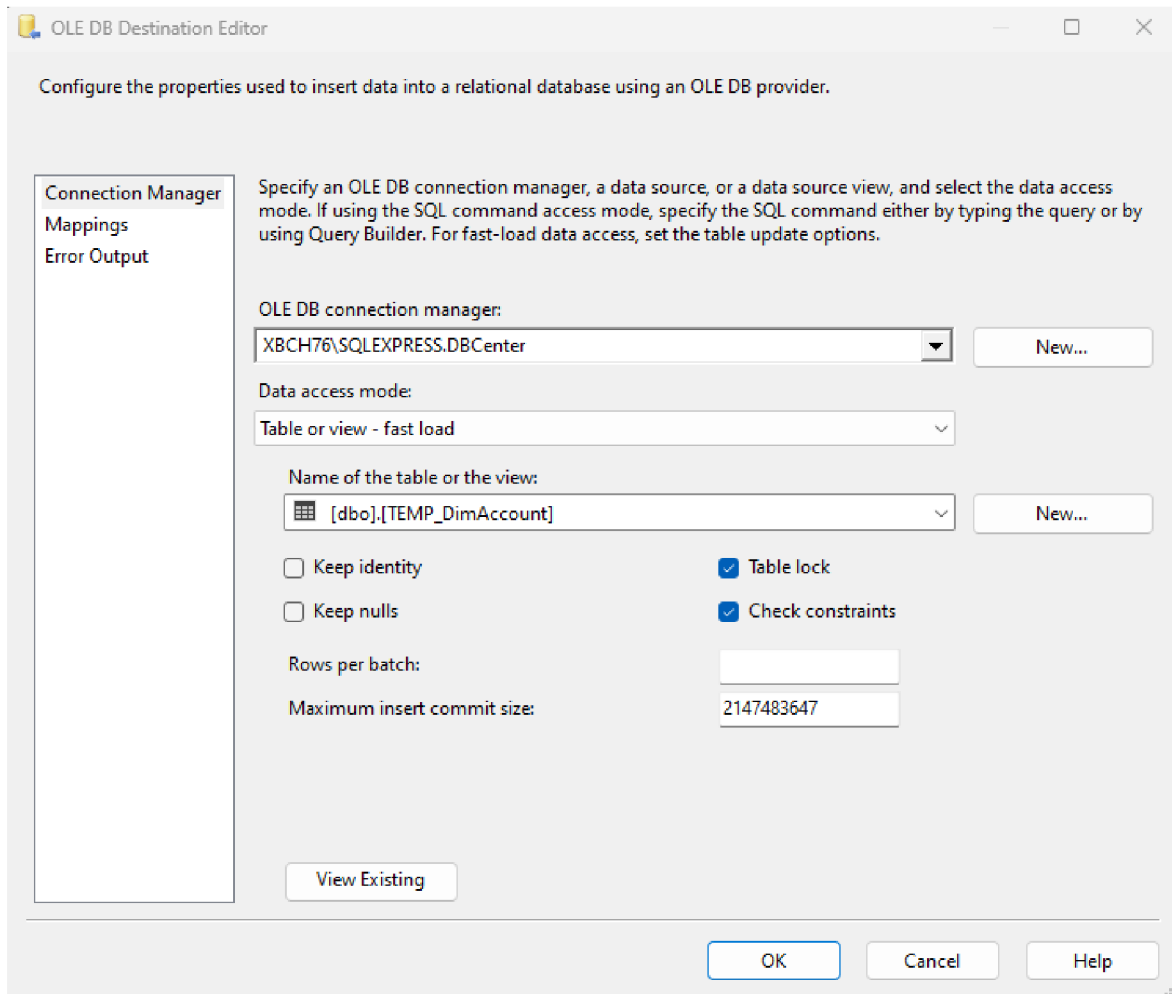 OLE DB Destination Editor
Configure the properties used to insert data into a relational database using an OLE DB provider.
Connection Manager
Mappings
Error Output
Specify an OLE DB connection manager, a data source, or a data source view, and select the data access
mode. If using the SQL command access mode, specify the SQL command either by typing the query or by
using Query Builder. For fast-load data access, set the table update options.
OLE DB connection manager:
XBCH76\SQLEXPRESS.DBCenter
New...
Data access mode:
Table or view - fast load
Name of the table or the view:
[dbo].[TEMP_DimAccount]
New...
Keep identity
Table lock
Keep nulls
Check constraints
Rows per batch:
Maximum insert commit size:
2147483647
View Existing
OK
Cancel
Help